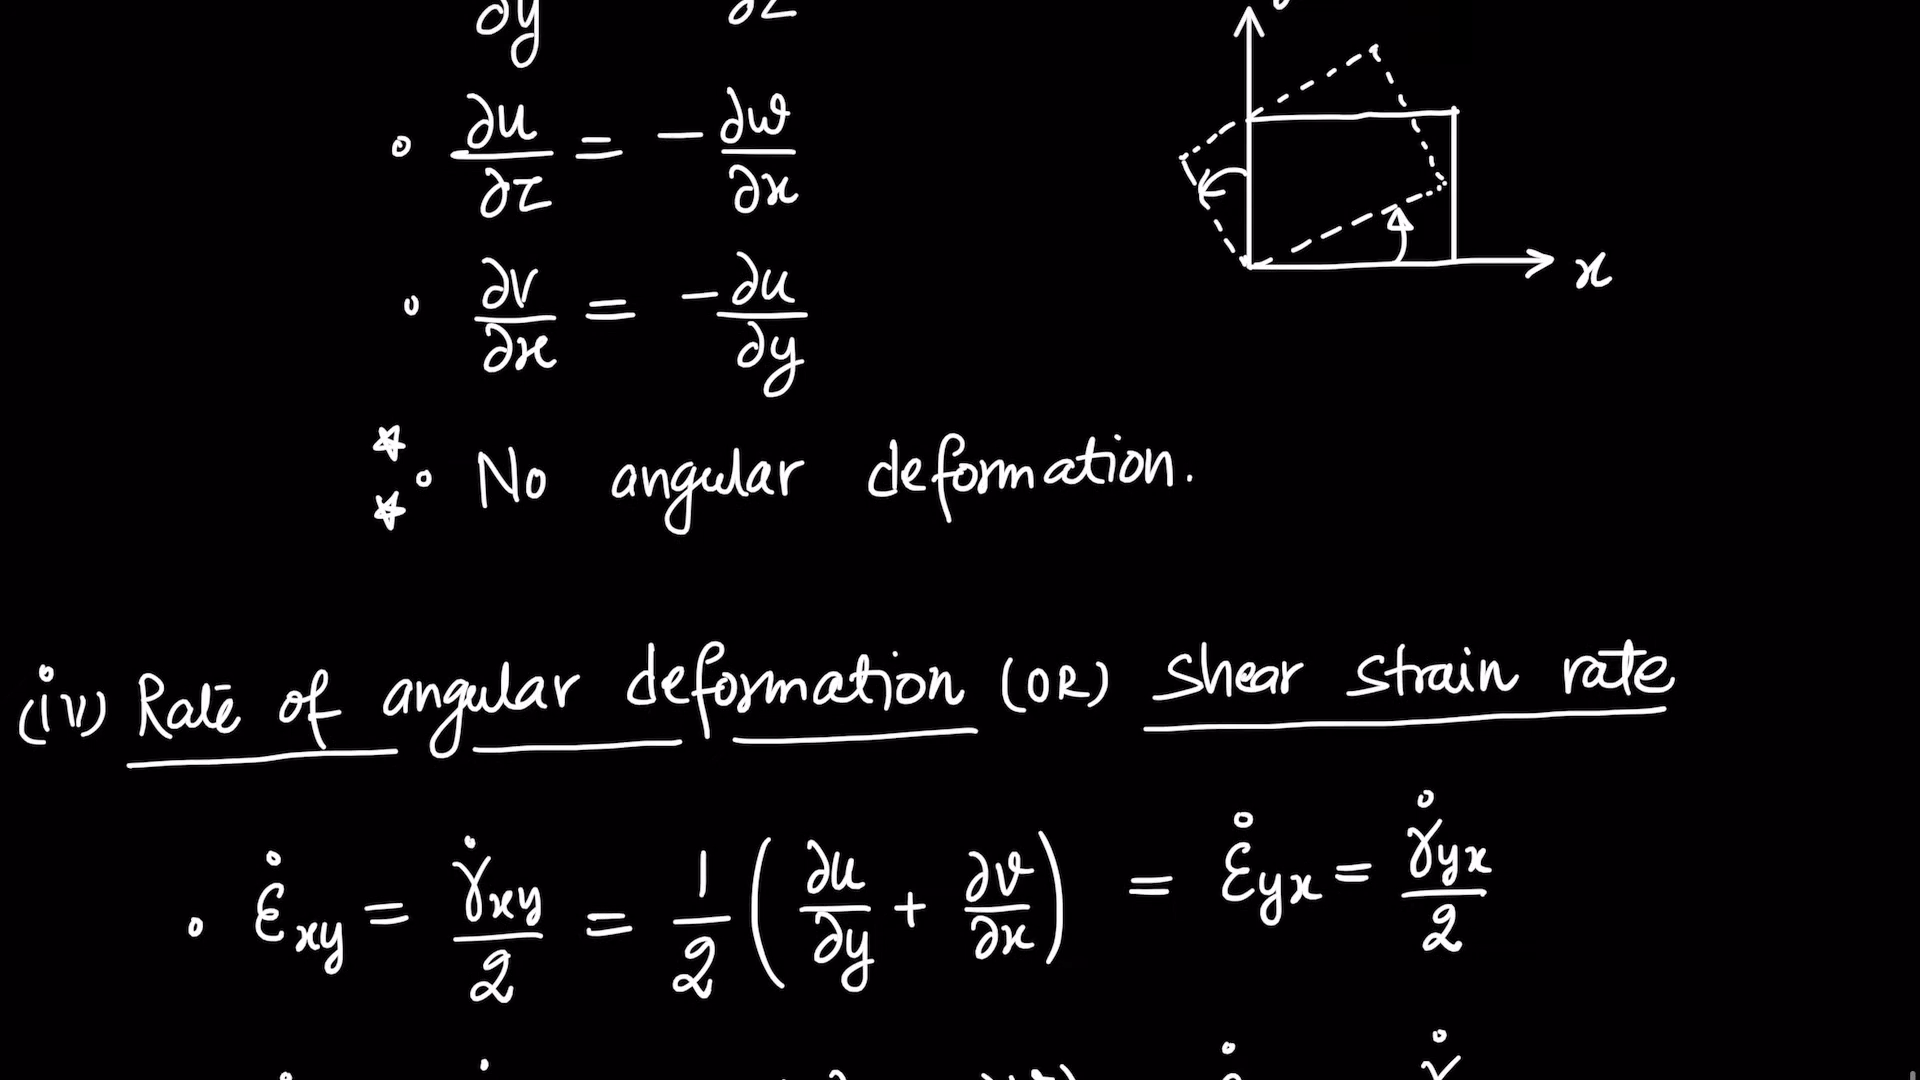 ∂y ∂z
∂u/∂z = -∂w/∂x
∂v/∂x = -∂u/∂y
x
No angular deformation.
(iv) Rate of angular deformation (OR) shear strain rate
ε̇xy = γ̇xy/2 = 1/2 (∂u/∂y + ∂v/∂x) = ε̇yx = γ̇yx/2